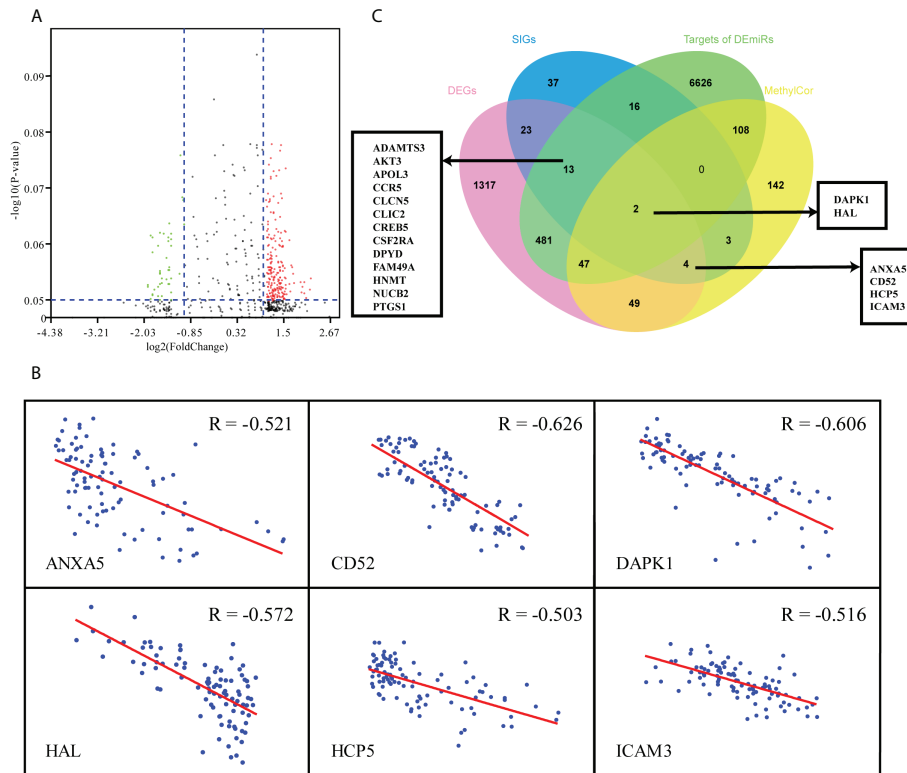 A
0.09
0.08
0.07
0.06
0.05
0
-log10(P-value)
-4.38
-3.21
-2.03
-0.85
0.32
1.5
2.67
log2(FoldChange)
C
SIGs
Targets of DEmiRs
DEGs
MethylCor
37
6626
23
16
108
1317
13
0
142
2
481
3
47
4
49
ADAMTS3
AKT3
APOL3
CCR5
CLCN5
CLIC2
CREB5
CSF2RA
DPYD
FAM49A
HNMT
NUCB2
PTGS1
DAPK1
HAL
ANXA5
CD52
HCP5
ICAM3
B
R = -0.521
ANXA5
R = -0.626
CD52
R = -0.606
DAPK1
R = -0.572
HAL
R = -0.503
HCP5
R = -0.516
ICAM3